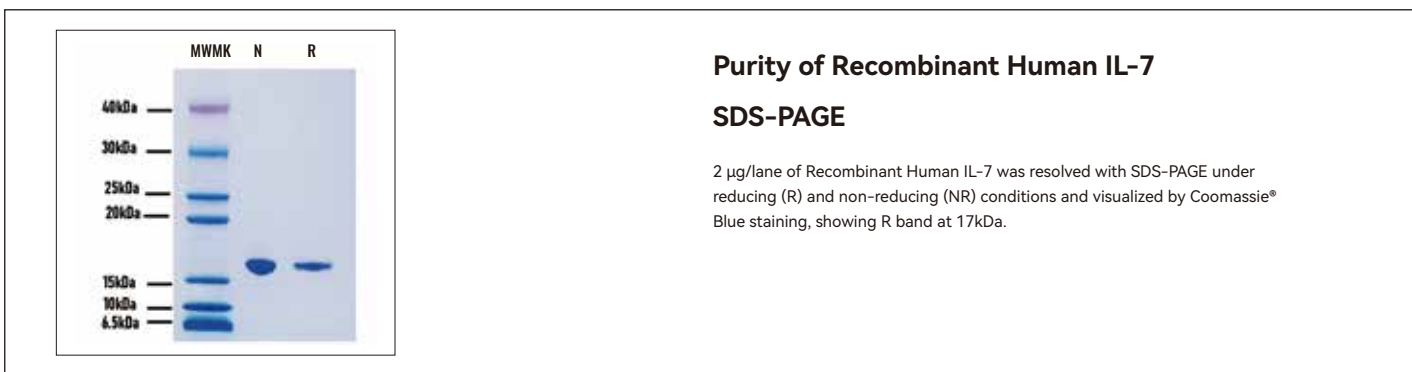 MWMK N R
40kDa
30kDa
25kDa
20kDa
15kDa
10kDa
6.5kDa
Purity of Recombinant Human IL-7
SDS-PAGE
2 μg/lane of Recombinant Human IL-7 was resolved with SDS-PAGE under
reducing (R) and non-reducing (NR) conditions and visualized by Coomassie®
Blue staining, showing R band at 17kDa.